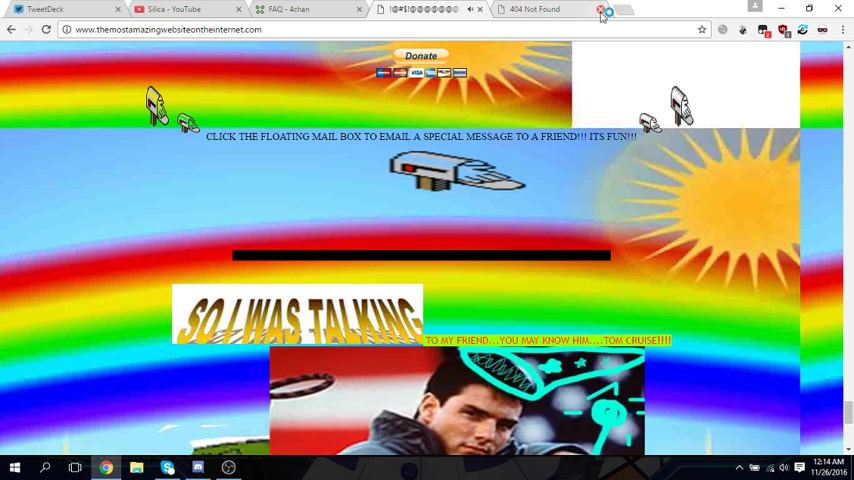 TweetDeck
Silica - YouTube
FAQ - 4chan
!@#$!@@@@@@@
404 Not Found
www.themostamazingwebsiteontheinternet.com
Donate
VISA
CLICK THE FLOATING MAIL BOX TO EMAIL A SPECIAL MESSAGE TO A FRIEND!!! ITS FUN!!!
SO I WAS TALKING
TO MY FRIEND...YOU MAY KNOW HIM....TOM CRUISE!!!!
12:14 AM
11/26/2016